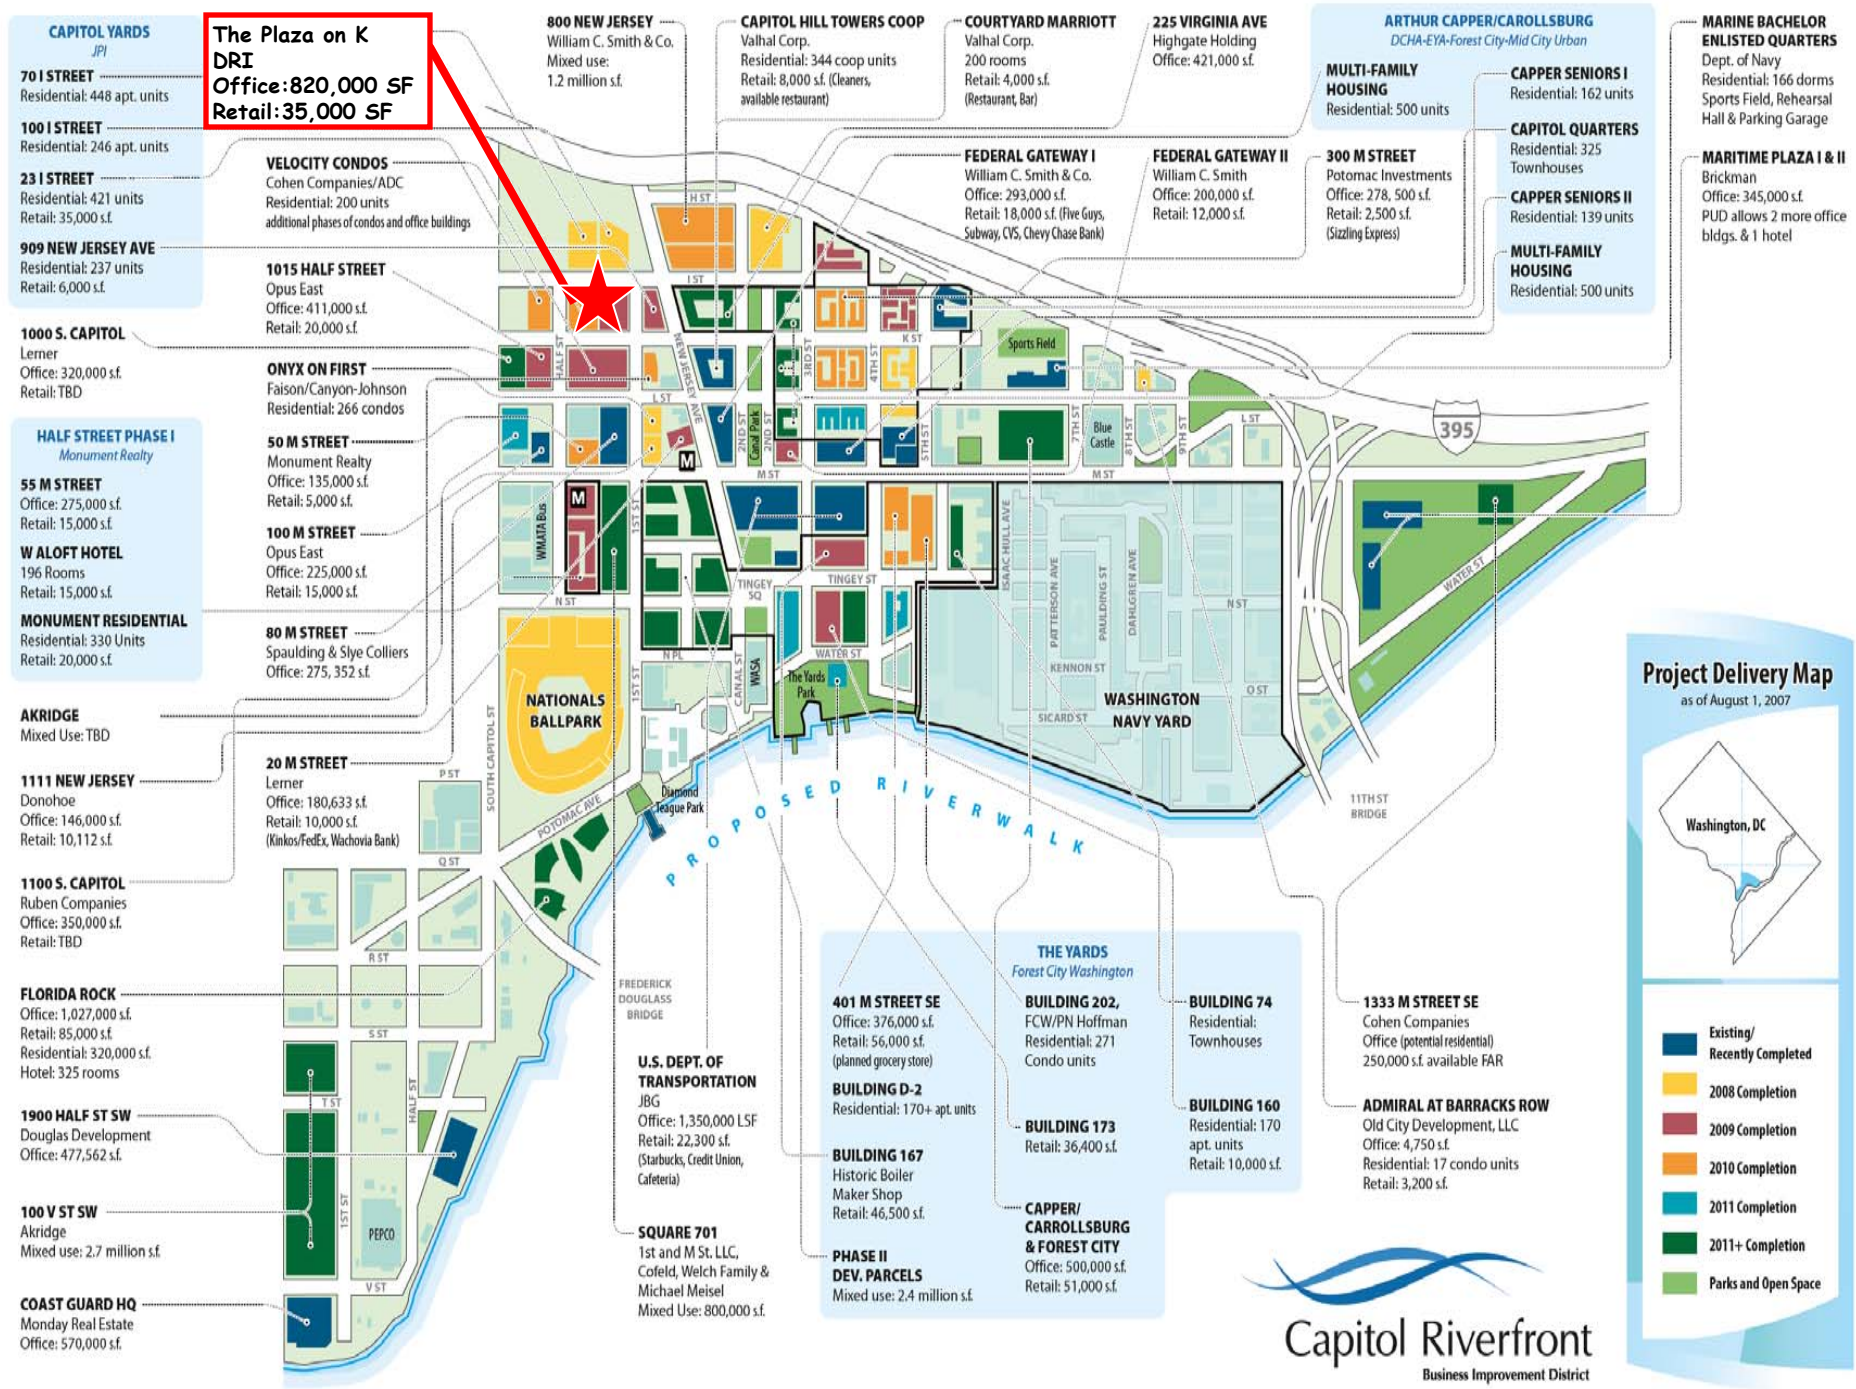 CAPITOL YARDS
JPI
70 I STREET
Residential: 448 apt. units
100 I STREET
Residential: 246 apt. units
23 I STREET
Residential: 421 units
Retail: 35,000 s.f.
909 NEW JERSEY AVE
Residential: 237 units
Retail: 6,000 s.f.
1000 S. CAPITOL
Lerner
Office: 320,000 s.f.
Retail: TBD
HALF STREET PHASE I
Monument Realty
55 M STREET
Office: 275,000 s.f.
Retail: 15,000 s.f.
W ALOFT HOTEL
196 Rooms
Retail: 15,000 s.f.
MONUMENT RESIDENTIAL
Residential: 330 Units
Retail: 20,000 s.f.
AKRIDGE
Mixed Use: TBD
1111 NEW JERSEY
Donohoe
Office: 146,000 s.f.
Retail: 10,112 s.f.
1100 S. CAPITOL
Ruben Companies
Office: 350,000 s.f.
Retail: TBD
FLORIDA ROCK
Office: 1,027,000 s.f.
Retail: 85,000 s.f.
Residential: 320,000 s.f.
Hotel: 325 rooms
1900 HALF ST SW
Douglas Development
Office: 477,562 s.f.
100 V ST SW
Akridge
Mixed use: 2.7 million s.f.
COAST GUARD HQ
Monday Real Estate
Office: 570,000 s.f.
The Plaza on K
DRI
Office:820,000 SF
Retail:35,000 SF
VELOCITY CONDOS
Cohen Companies/ADC
Residential: 200 units
additional phases of condos and office buildings
1015 HALF STREET
Opus East
Office: 411,000 s.f.
Retail: 20,000 s.f.
ONYX ON FIRST
Faison/Canyon-Johnson
Residential: 266 condos
50 M STREET
Monument Realty
Office: 135,000 s.f.
Retail: 5,000 s.f.
100 M STREET
Opus East
Office: 225,000 s.f.
Retail: 15,000 s.f.
80 M STREET
Spaulding & Slye Colliers
Office: 275, 352 s.f.
20 M STREET
Lerner
Office: 180,633 s.f.
Retail: 10,000 s.f.
(Kinkos/FedEx, Wachovia Bank)
800 NEW JERSEY
William C. Smith & Co.
Mixed use:
1.2 million s.f.
CAPITOL HILL TOWERS COOP
Valhal Corp.
Residential: 344 coop units
Retail: 8,000 s.f. (Cleaners,
available restaurant)
COURTYARD MARRIOTT
Valhal Corp.
200 rooms
Retail: 4,000 s.f.
(Restaurant, Bar)
225 VIRGINIA AVE
Highgate Holding
Office: 421,000 s.f.
FEDERAL GATEWAY I
William C. Smith & Co.
Office: 293,000 s.f.
Retail: 18,000 s.f. (Five Guys,
Subway, CVS, Chevy Chase Bank)
FEDERAL GATEWAY II
William C. Smith
Office: 200,000 s.f.
Retail: 12,000 s.f.
300 M STREET
Potomac Investments
Office: 278, 500 s.f.
Retail: 2,500 s.f.
(Sizzling Express)
ARTHUR CAPPER/CAROLLSBURG
DCHA-EYA-Forest City-Mid City Urban
MULTI-FAMILY
HOUSING
Residential: 500 units
CAPPER SENIORS I
Residential: 162 units
CAPITOL QUARTERS
Residential: 325
Townhouses
CAPPER SENIORS II
Residential: 139 units
MULTI-FAMILY
HOUSING
Residential: 500 units
MARINE BACHELOR
ENLISTED QUARTERS
Dept. of Navy
Residential: 166 dorms
Sports Field, Rehearsal
Hall & Parking Garage
MARITIME PLAZA I & II
Brickman
Office: 345,000 s.f.
PUD allows 2 more office
bldgs. & 1 hotel
H ST
I ST
K ST
HALF ST
NEW JERSEY AVE
3RD ST
4TH ST
Sports Field
L ST
2ND ST
Canal Park
2ND ST
5TH ST
7TH ST
Blue
Castle
8TH ST
9TH ST
L ST
395
M
M ST
M ST
M
WMATA Bus
1ST ST
N ST
TINGEY
SQ
TINGEY ST
ISAAC HULL AVE
PATTERSON AVE
PAULDING ST
DAHLGREN AVE
N ST
WATER ST
N PL
1ST ST
CANAL ST
WASA
WATER ST
The Yards
Park
KENNON ST
SICARD ST
O ST
WASHINGTON
NAVY YARD
NATIONALS
BALLPARK
SOUTH CAPITOL ST
POTOMAC AVE
Diamond
Teague Park
PROPOSED RIVERWALK
11TH ST
BRIDGE
P ST
Q ST
R ST
S ST
T ST
HALF ST
1ST ST
PEPCO
V ST
FREDERICK
DOUGLASS
BRIDGE
U.S. DEPT. OF
TRANSPORTATION
JBG
Office: 1,350,000 LSF
Retail: 22,300 s.f.
(Starbucks, Credit Union,
Cafeteria)
SQUARE 701
1st and M St. LLC,
Cofeld, Welch Family &
Michael Meisel
Mixed Use: 800,000 s.f.
THE YARDS
Forest City Washington
401 M STREET SE
Office: 376,000 s.f.
Retail: 56,000 s.f.
(planned grocery store)
BUILDING D-2
Residential: 170+ apt. units
BUILDING 167
Historic Boiler
Maker Shop
Retail: 46,500 s.f.
PHASE II
DEV. PARCELS
Mixed use: 2.4 million s.f.
BUILDING 202,
FCW/PN Hoffman
Residential: 271
Condo units
BUILDING 173
Retail: 36,400 s.f.
CAPPER/
CARROLLSBURG
& FOREST CITY
Office: 500,000 s.f.
Retail: 51,000 s.f.
BUILDING 74
Residential:
Townhouses
BUILDING 160
Residential: 170
apt. units
Retail: 10,000 s.f.
1333 M STREET SE
Cohen Companies
Office (potential residential)
250,000 s.f. available FAR
ADMIRAL AT BARRACKS ROW
Old City Development, LLC
Office: 4,750 s.f.
Residential: 17 condo units
Retail: 3,200 s.f.
Capitol Riverfront
Business Improvement District
Project Delivery Map
as of August 1, 2007
Washington, DC
Existing/
Recently Completed
2008 Completion
2009 Completion
2010 Completion
2011 Completion
2011+ Completion
Parks and Open Space